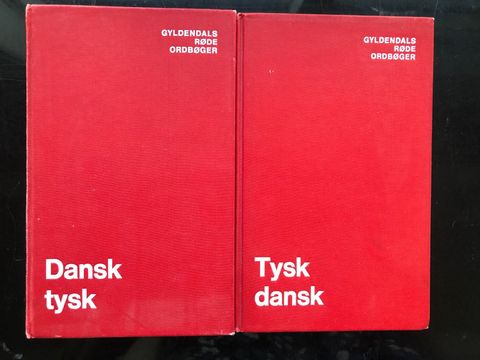 GYLDENDALS
RØDE
ORDBØGER
Dansk
tysk
GYLDENDALS
RØDE
ORDBØGER
Tysk
dansk